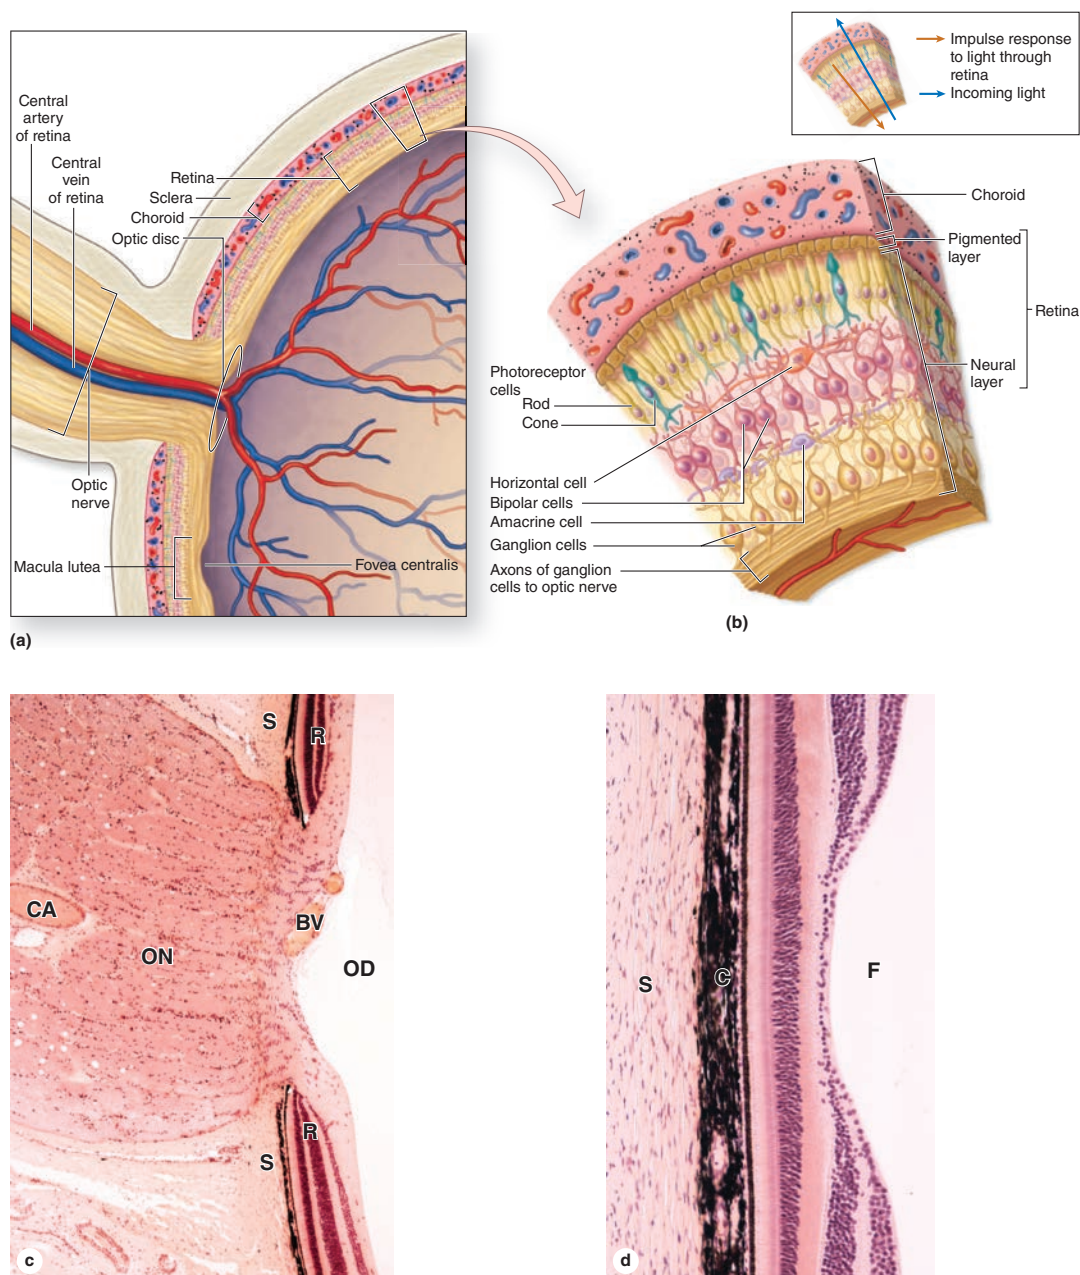 Central
artery
of retina
Central
vein
of retina
Retina
Sclera
Choroid
Optic disc
Optic
nerve
Macula lutea
Fovea centralis
(a)
Impulse response
to light through
retina
Incoming light
Choroid
Pigmented
layer
Retina
Neural
layer
Photoreceptor
cells
Rod
Cone
Horizontal cell
Bipolar cells
Amacrine cell
Ganglion cells
Axons of ganglion
cells to optic nerve
(b)
S
R
CA
BV
ON
OD
R
S
c
S
C
F
d